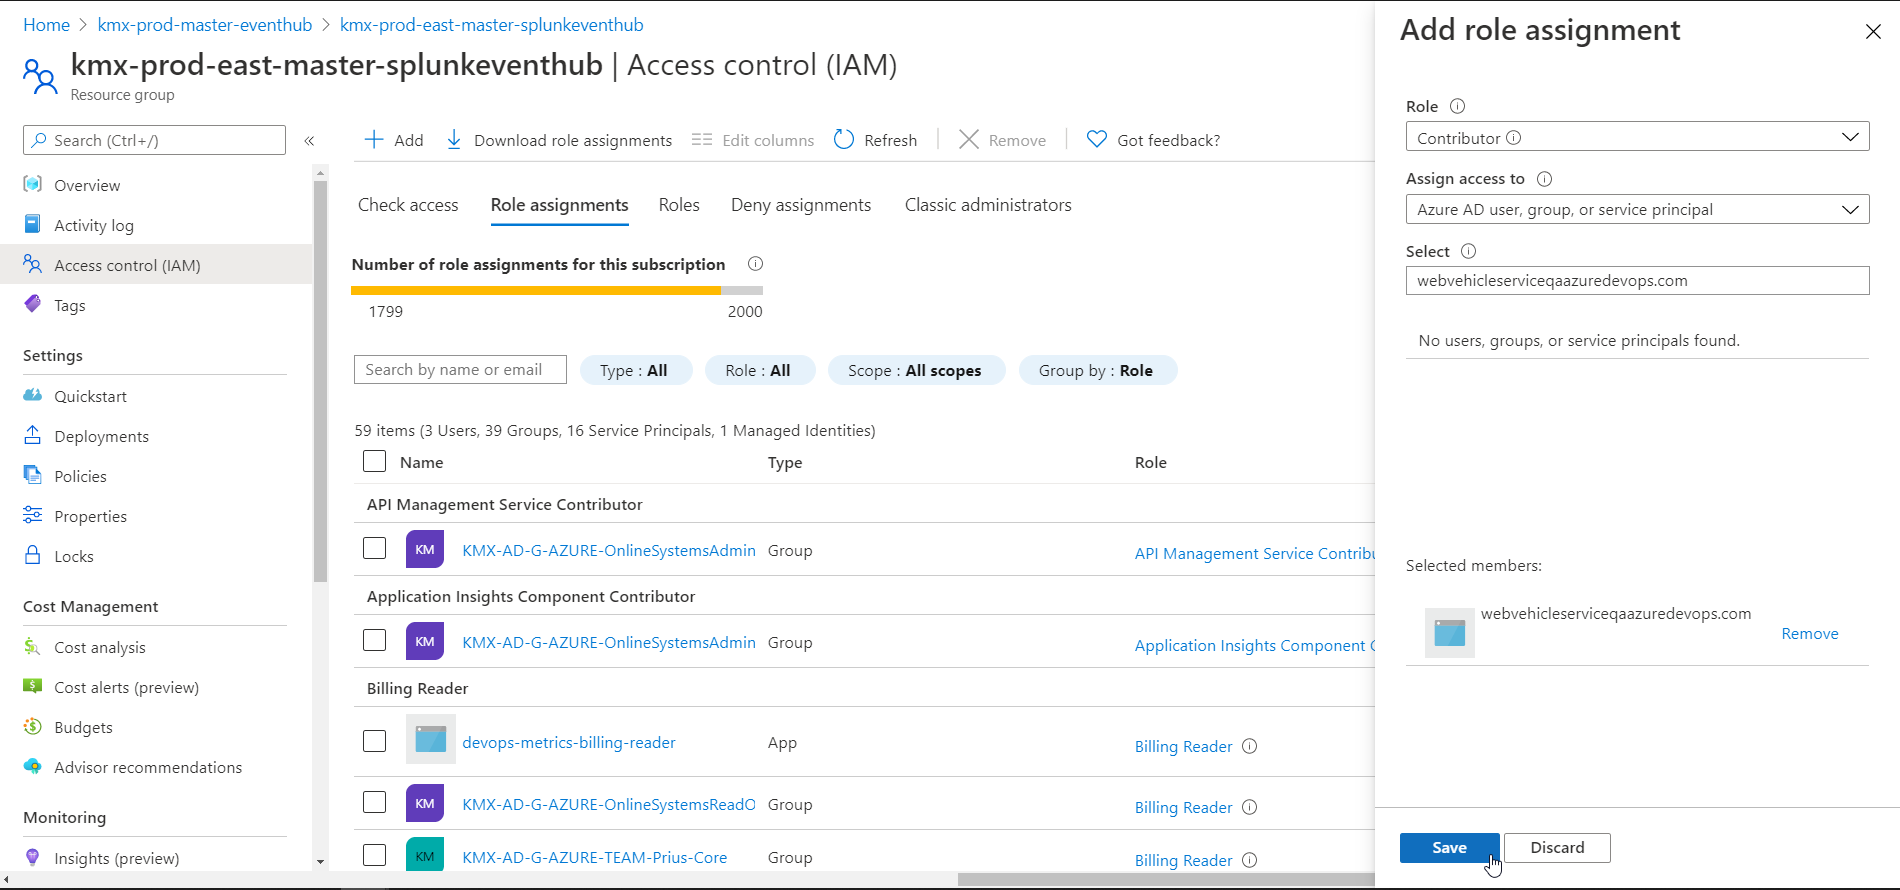 Home > kmx-prod-master-eventhub > kmx-prod-east-master-splunkeventhub
kmx-prod-east-master-splunkeventhub | Access control (IAM)
Resource group
Search (Ctrl+/)
«
Overview
Activity log
Access control (IAM)
Tags
Settings
Quickstart
Deployments
Policies
Properties
Locks
Cost Management
Cost analysis
Cost alerts (preview)
Budgets
Advisor recommendations
Monitoring
Insights (preview)
Add Download role assignments Edit columns Refresh Remove Got feedback?
Check access Role assignments Roles Deny assignments Classic administrators
Number of role assignments for this subscription
1799 2000
Search by name or email Type : All Role : All Scope : All scopes Group by : Role
59 items (3 Users, 39 Groups, 16 Service Principals, 1 Managed Identities)
Name Type Role
API Management Service Contributor
KM KMX-AD-G-AZURE-OnlineSystemsAdmin Group API Management Service Contribu
Application Insights Component Contributor
KM KMX-AD-G-AZURE-OnlineSystemsAdmin Group Application Insights Component C
Billing Reader
devops-metrics-billing-reader App Billing Reader
KM KMX-AD-G-AZURE-OnlineSystemsReadO Group Billing Reader
KM KMX-AD-G-AZURE-TEAM-Prius-Core Group Billing Reader
Add role assignment
Role
Contributor
Assign access to
Azure AD user, group, or service principal
Select
webvehicleserviceqaazuredevops.com
No users, groups, or service principals found.
Selected members:
webvehicleserviceqaazuredevops.com
Remove
Save Discard